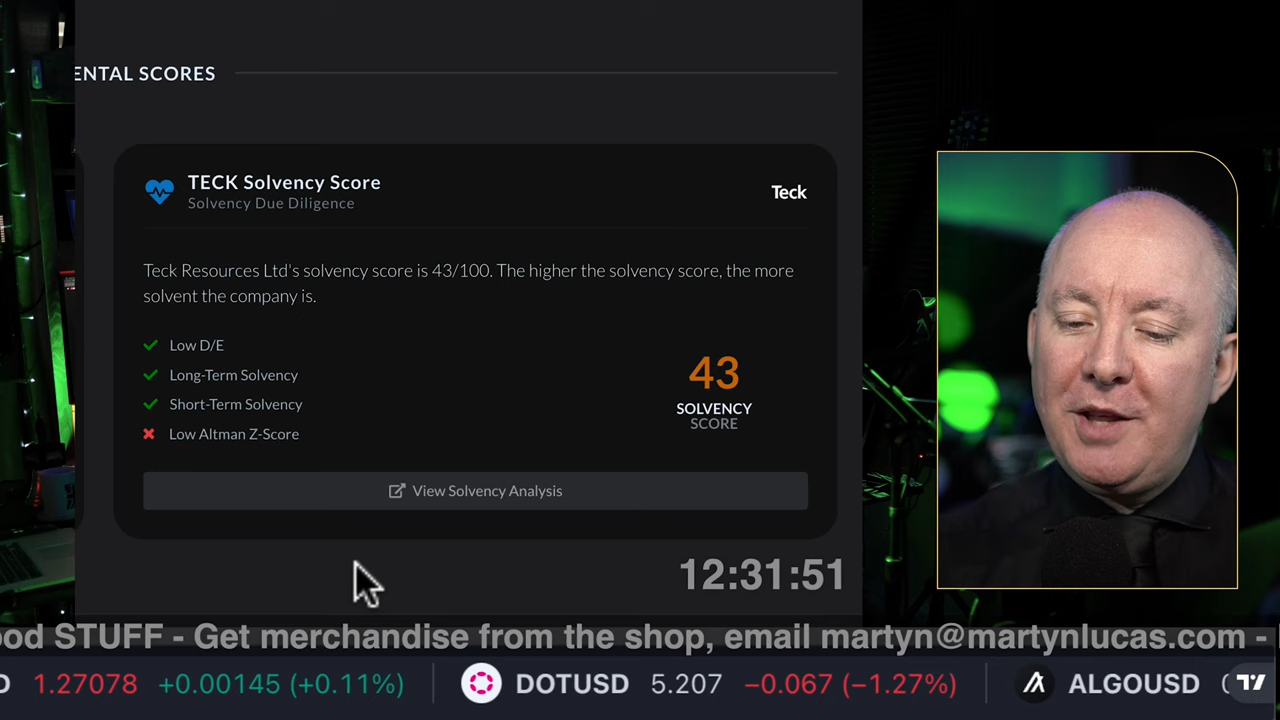 ENTAL SCORES
TECK Solvency Score
Solvency Due Diligence
Teck
Teck Resources Ltd's solvency score is 43/100. The higher the solvency score, the more
solvent the company is.
Low D/E
Long-Term Solvency
Short-Term Solvency
Low Altman Z-Score
43
SOLVENCY
SCORE
View Solvency Analysis
12:31:51
ood STUFF - Get merchandise from the shop, email martyn@martynlucas.com -
D 1.27078 +0.00145 (+0.11%) DOTUSD 5.207 −0.067 (−1.27%) ALGOUSD